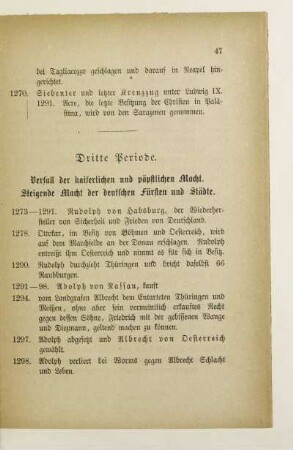 47
bei Tagliacozzo geschlagen und darauf in Neapel hin-
gerichtet.
1270. Siebenter und letzter Kreuzzug unter Ludwig IX.
1291. Acre, die letzte Besitzung der Christen in Palä-
stina, wird von den Sarazenen genommen.
Dritte Periode.
Verfall der kaiserlichen und päpstlichen Macht.
Steigende Macht der deutschen Fürsten und Städte.
1273—1291. Rudolph von Habsburg, der Wiederher-
steller von Sicherheit und Frieden von Deutschland.
1278. Ottokar, im Besitz von Böhmen und Oesterreich, wird
auf dem Marchfelde an der Donau erschlagen. Rudolph
entreißt ihm Oesterreich und nimmt es für sich in Besitz.
1290. Rudolph durchzieht Thüringen und bricht daselbst 66
Raubburgen.
1291—98. Adolph von Nassau, kauft
1294. vom Landgrafen Albrecht dem Entarteten Thüringen und
Meißen, ohne aber sein vermeintlich erkauftes Recht
gegen dessen Söhne, Friedrich mit der gebissenen Wange
und Diezmann, geltend machen zu können.
1297. Adolph abgesetzt und Albrecht von Oesterreich
gewählt.
1298. Adolph verliert bei Worms gegen Albrecht Schlacht
und Leben.